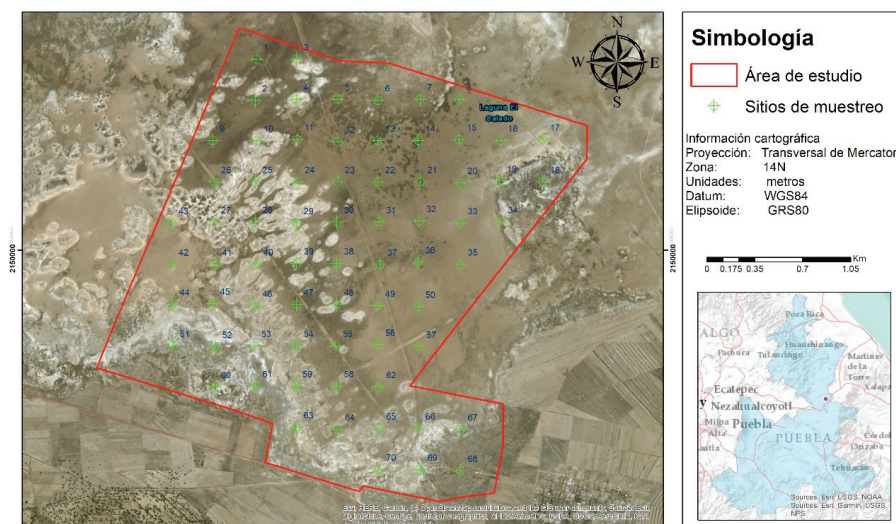 N
W
E
S
1 3
2 4 5 6 7 8
Laguna El
Salado
9 10 11 12 13 14 15 16 17
26 25 24 23 22 21 20 19 18
43 27 28 29 30 31 32 33 34
42 41 40 39 38 37 36 35
44 45 46 47 48 49 50
51 52 53 54 55 56 57
60 61 59 58 62
63 64 65 66 67
70 69 68
2150000
2150000
Simbología
Área de estudio
Sitios de muestreo
Información cartográfica
Proyección: Transversal de Mercator
Zona: 14N
Unidades: metros
Datum: WGS84
Elipsoide: GRS80
Km
0 0.175 0.35 0.7 1.05
Poza Rica
ALGO
Huauchinango
Pachuca
Tulancingo
Martínez
de la
Torre
Xalapa
Ecatepec
y Nezahualcoyotl
Milpa
Alta
Puebla
PUEBLA
Córdo
Orizaba
Tehuacán
Sources: Esri, USGS, NOAA
Sources: Esri, Garmin, USGS,
NPS